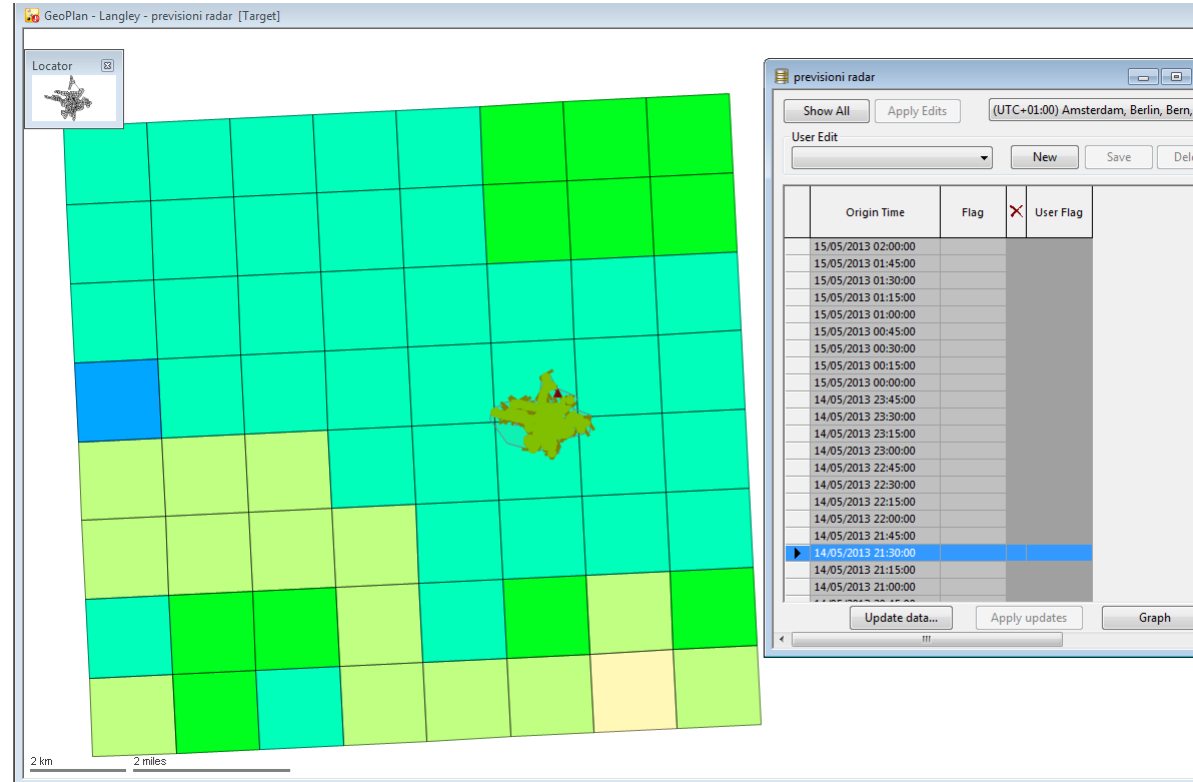 GeoPlan - Langley - previsioni radar [Target]
Locator
previsioni radar
Show All
Apply Edits
(UTC+01:00) Amsterdam, Berlin, Bern,
User Edit
New
Save
Del
Origin Time
Flag
User Flag
15/05/2013 02:00:00
15/05/2013 01:45:00
15/05/2013 01:30:00
15/05/2013 01:15:00
15/05/2013 01:00:00
15/05/2013 00:45:00
15/05/2013 00:30:00
15/05/2013 00:15:00
15/05/2013 00:00:00
14/05/2013 23:45:00
14/05/2013 23:30:00
14/05/2013 23:15:00
14/05/2013 23:00:00
14/05/2013 22:45:00
14/05/2013 22:30:00
14/05/2013 22:15:00
14/05/2013 22:00:00
14/05/2013 21:45:00
14/05/2013 21:30:00
14/05/2013 21:15:00
14/05/2013 21:00:00
Update data...
Apply updates
Graph
2 km
2 miles